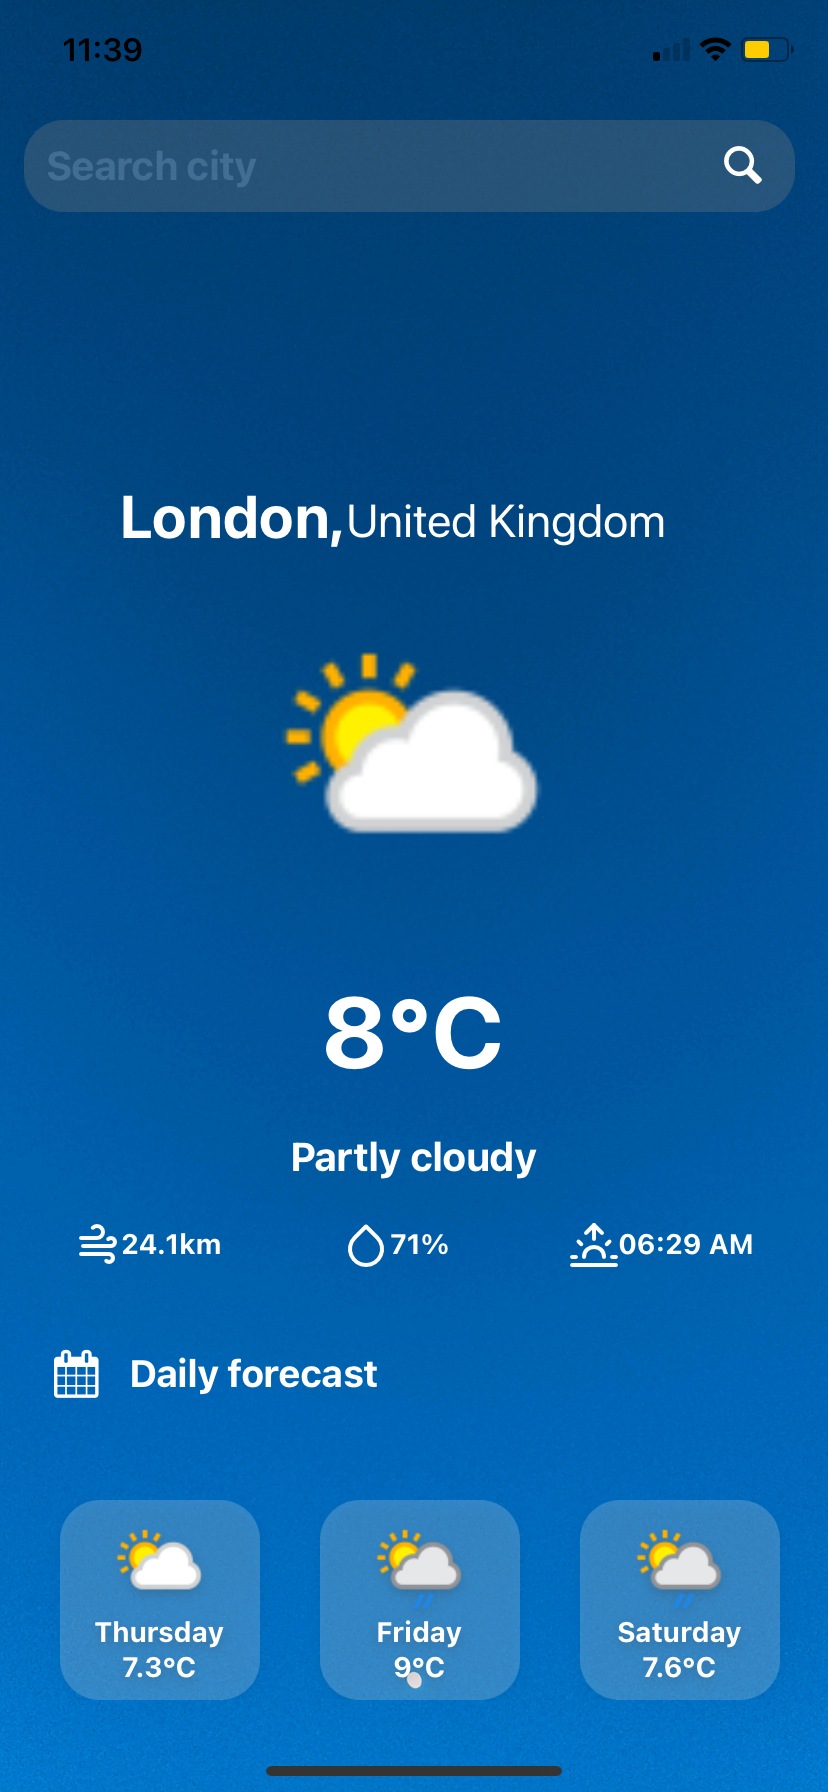 11:39
Search city
London, United Kingdom
8°C
Partly cloudy
24.1km 71% 06:29 AM
Daily forecast
Thursday Friday Saturday
7.3°C 9°C 7.6°C